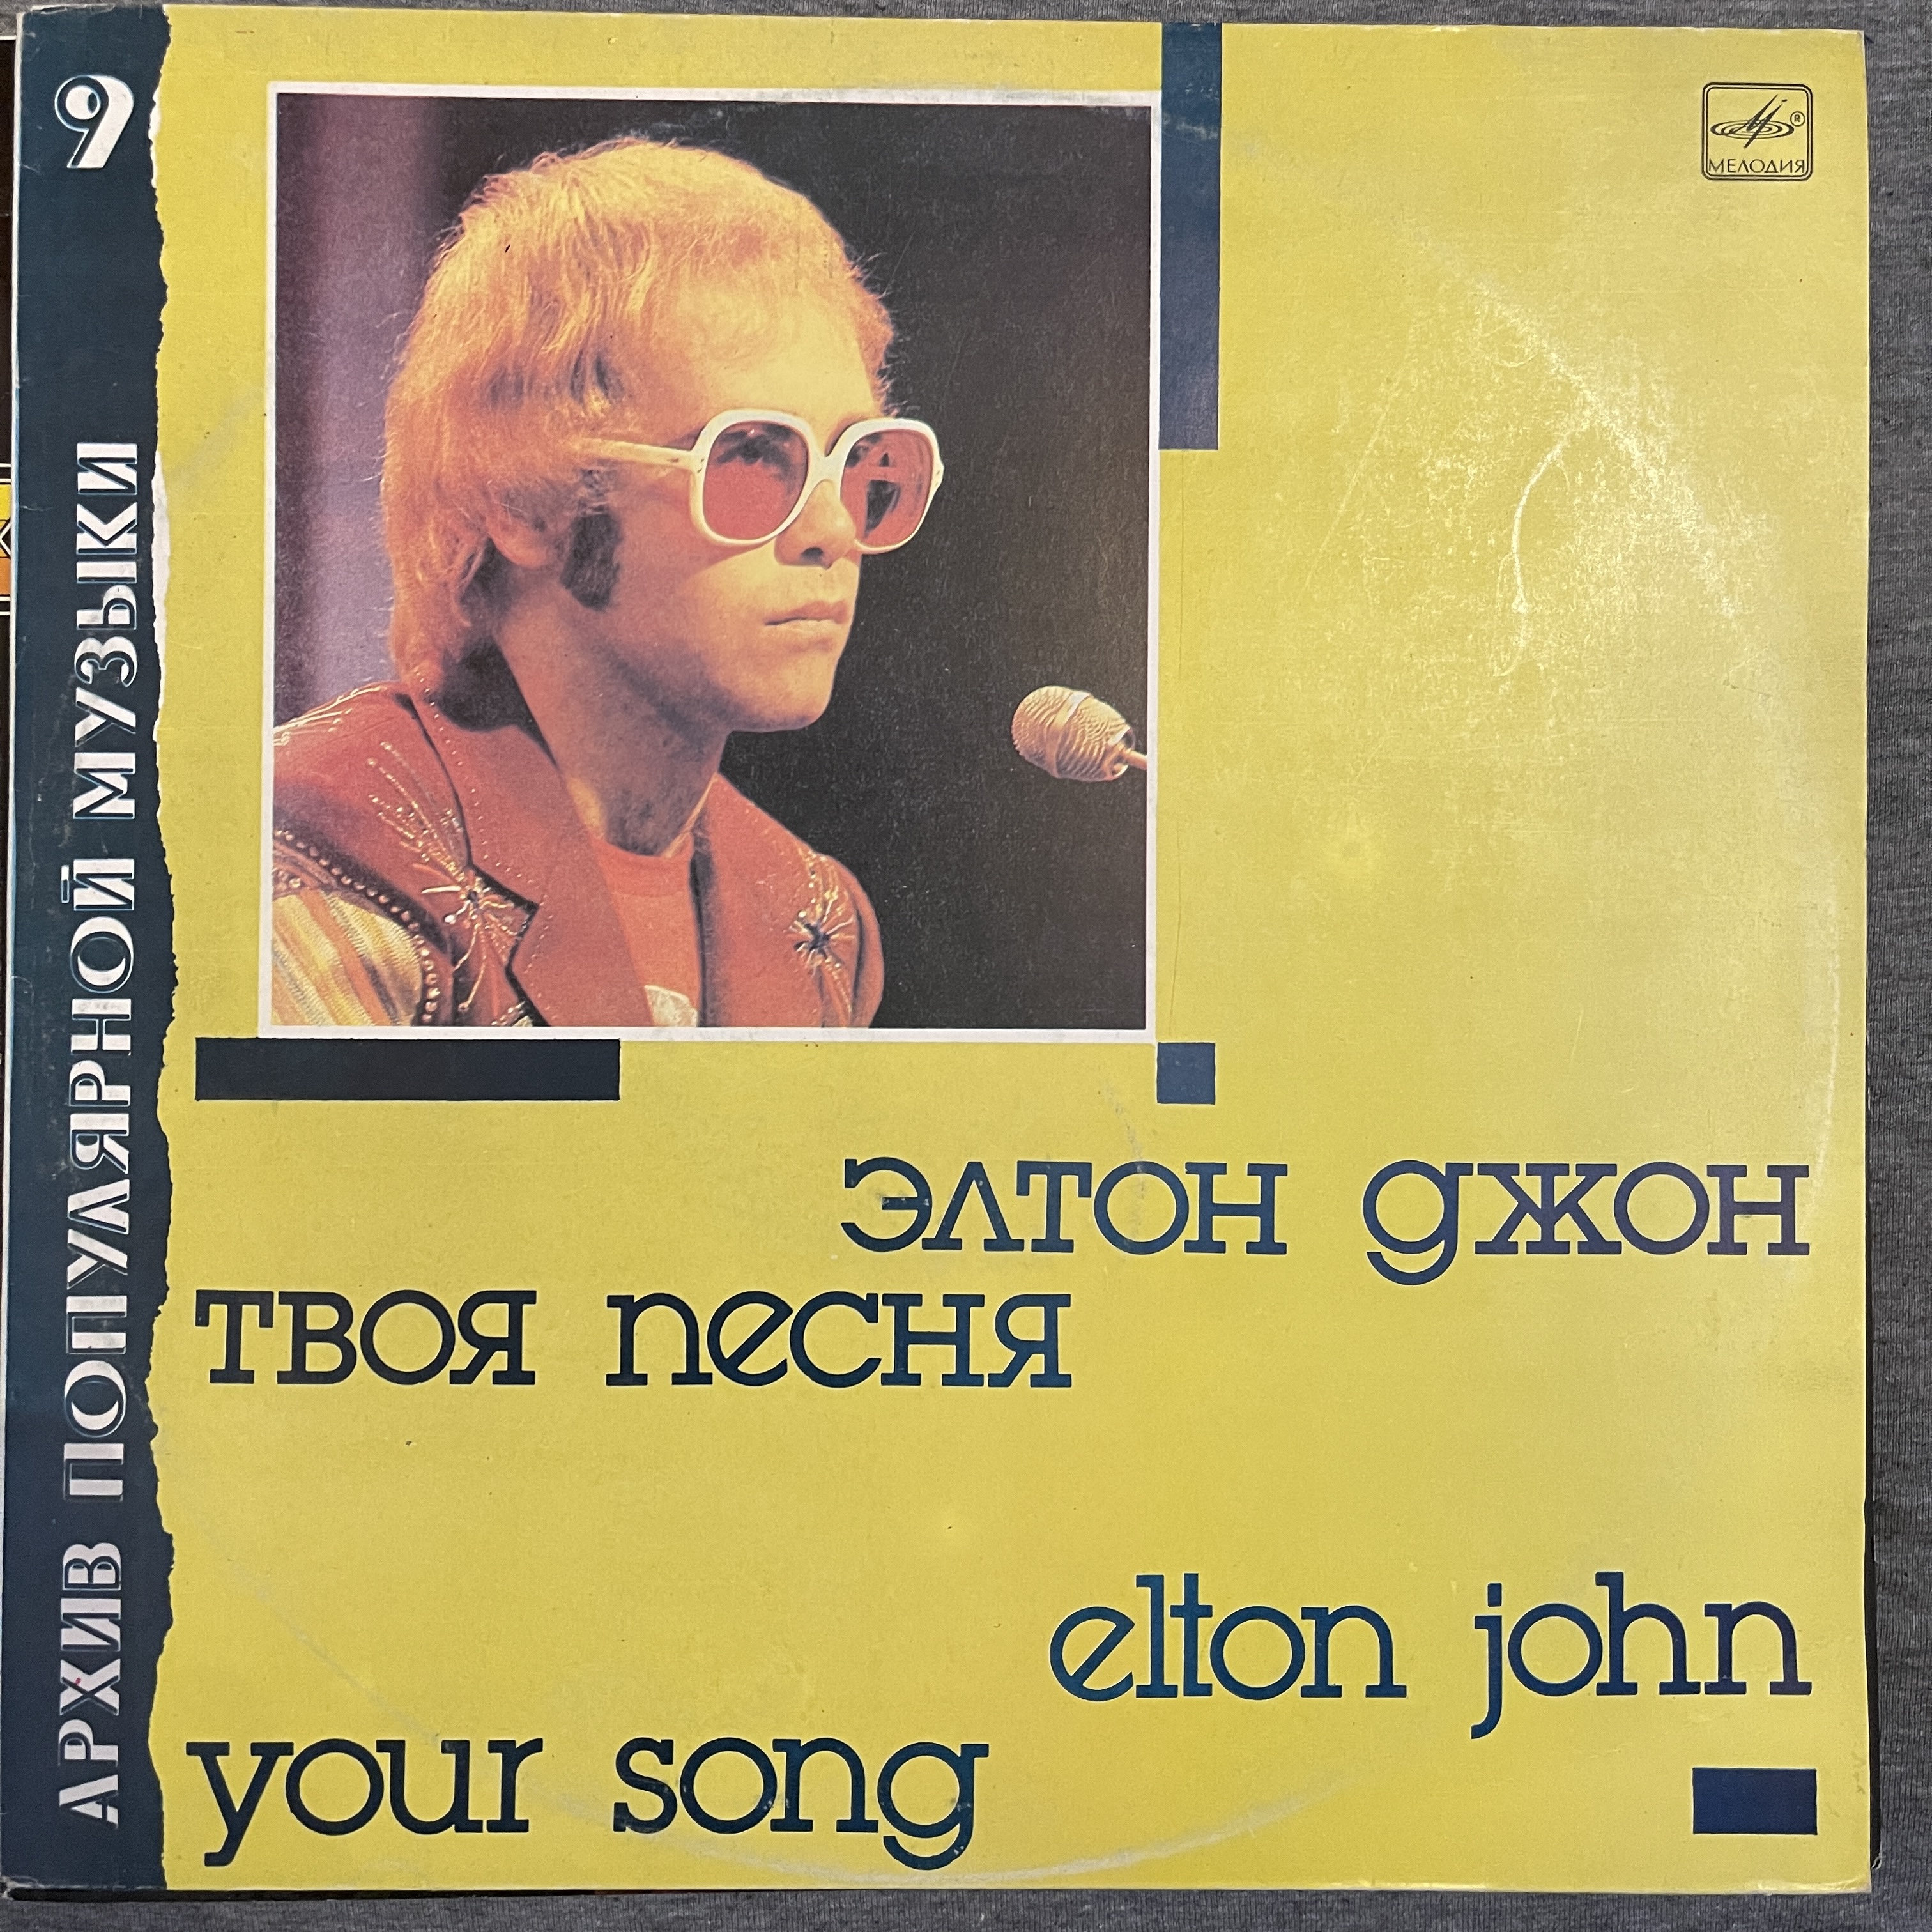 9
АРХИВ ПОПУЛЯРНОЙ МУЗЫКИ
®
МЕЛОДИЯ
ЭЛТОН ДЖОН
ТВОЯ ПЕСНЯ
elton john
your song